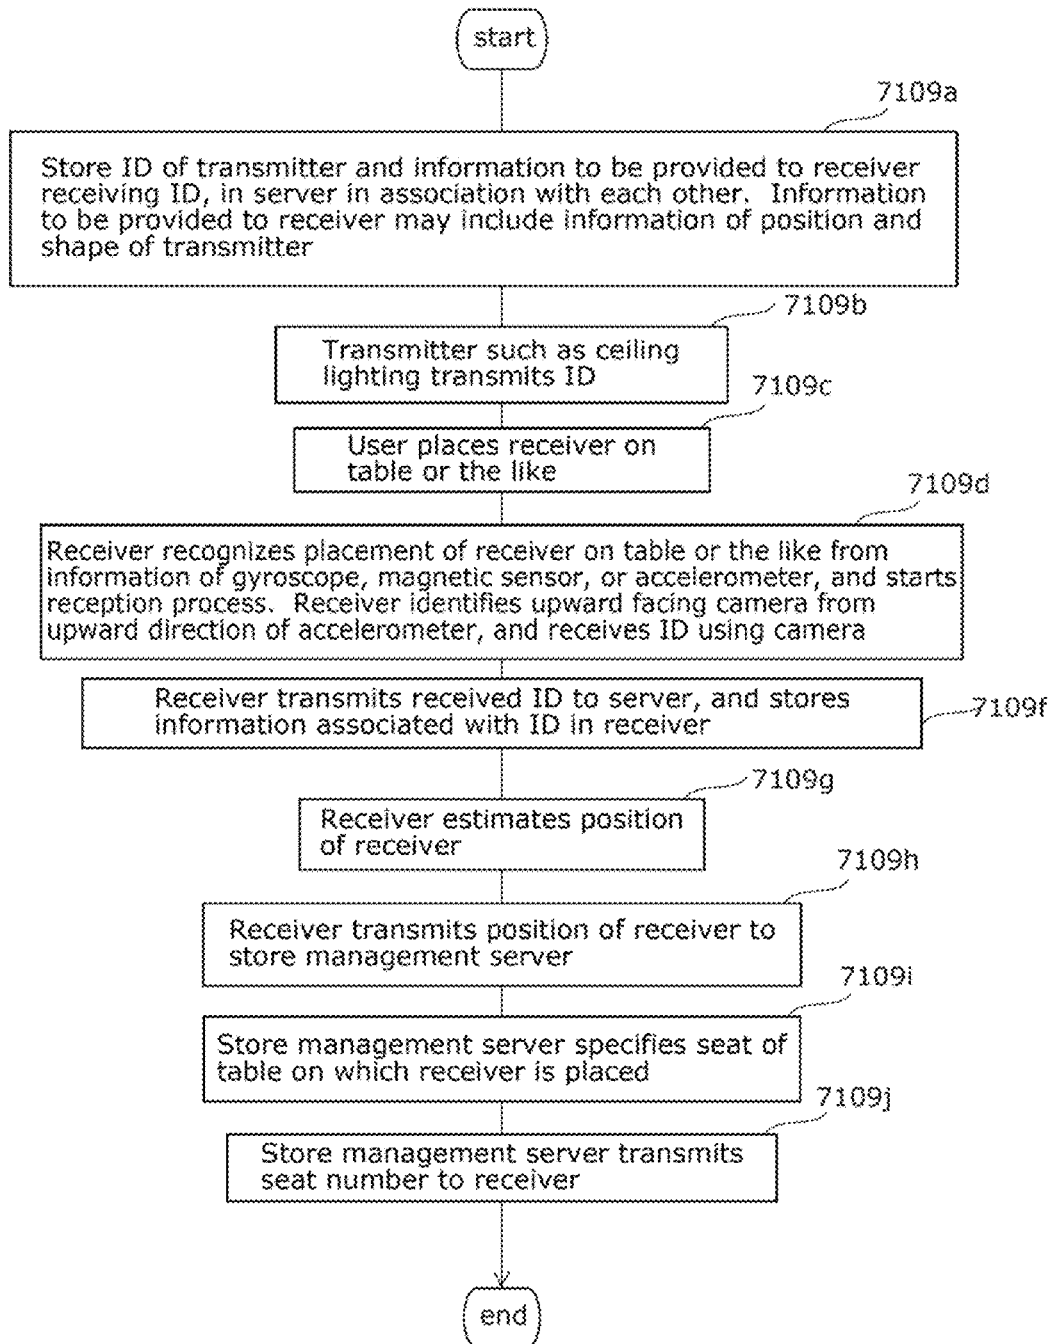 start
7109a
Store ID of transmitter and information to be provided to receiver
receiving ID, in server in association with each other.  Information
to be provided to receiver may include information of position and
shape of transmitter
7109b
Transmitter such as ceiling
lighting transmits ID
7109c
User places receiver on
table or the like
7109d
Receiver recognizes placement of receiver on table or the like from
information of gyroscope, magnetic sensor, or accelerometer, and starts
reception process.  Receiver identifies upward facing camera from
upward direction of accelerometer, and receives ID using camera
Receiver transmits received ID to server, and stores
information associated with ID in receiver
7109f
7109g
Receiver estimates position
of receiver
7109h
Receiver transmits position of receiver to
store management server
7109i
Store management server specifies seat of
table on which receiver is placed
7109j
Store management server transmits
seat number to receiver
end